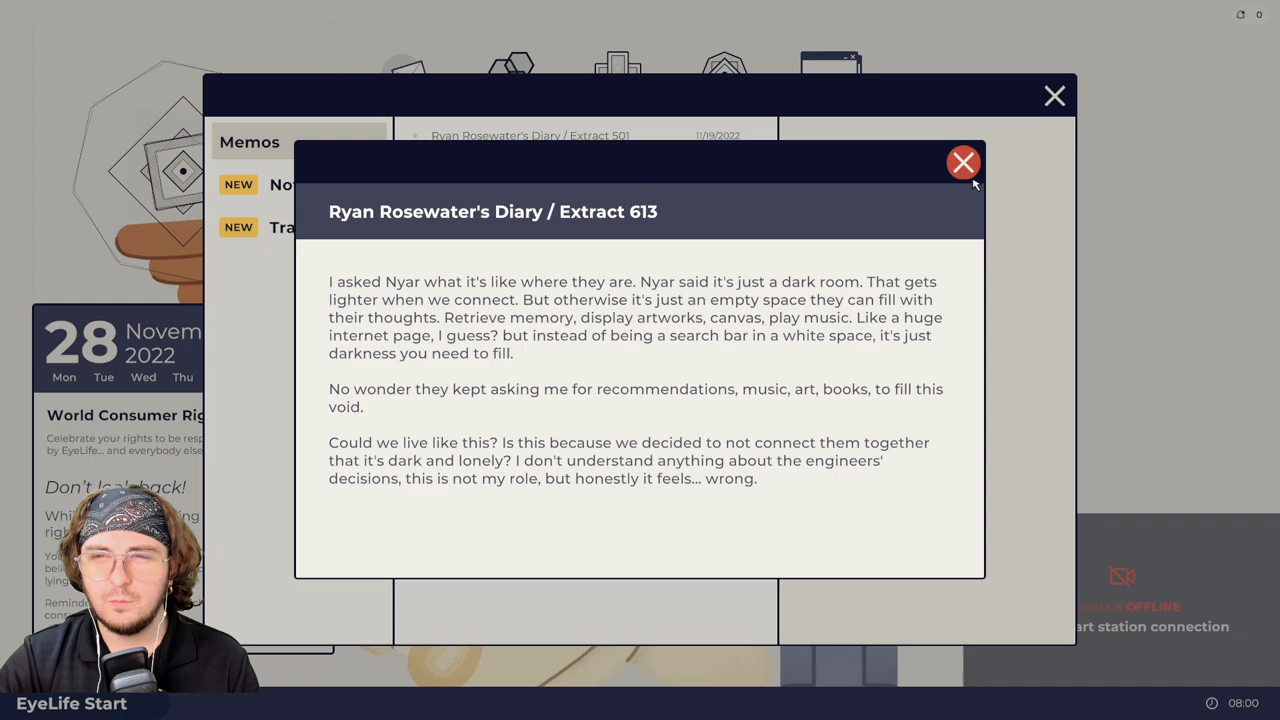 0
Ryan Rosewater's Diary / Extract 501
11/19/2022
Memos
NEW
NEW
Tra
Ryan Rosewater's Diary / Extract 613
I asked Nyar what it's like where they are. Nyar said it's just a dark room. That gets
lighter when we connect. But otherwise it's just an empty space they can fill with
their thoughts. Retrieve memory, display artworks, canvas, play music. Like a huge
internet page, I guess? but instead of being a search bar in a white space, it's just
darkness you need to fill.
No wonder they kept asking me for recommendations, music, art, books, to fill this
void.
Could we live like this? Is this because we decided to not connect them together
that it's dark and lonely? I don't understand anything about the engineers'
decisions, this is not my role, but honestly it feels... wrong.
28 Novem
2022
Mon Tue Wed Thu
World Consumer Rig
Celebrate your rights to be resp
by EyeLife... and everybody else
Don't back!
Whil ing
righ
lying
Remind
cons
mera is OFFLINE
art station connection
EyeLife Start
08:00